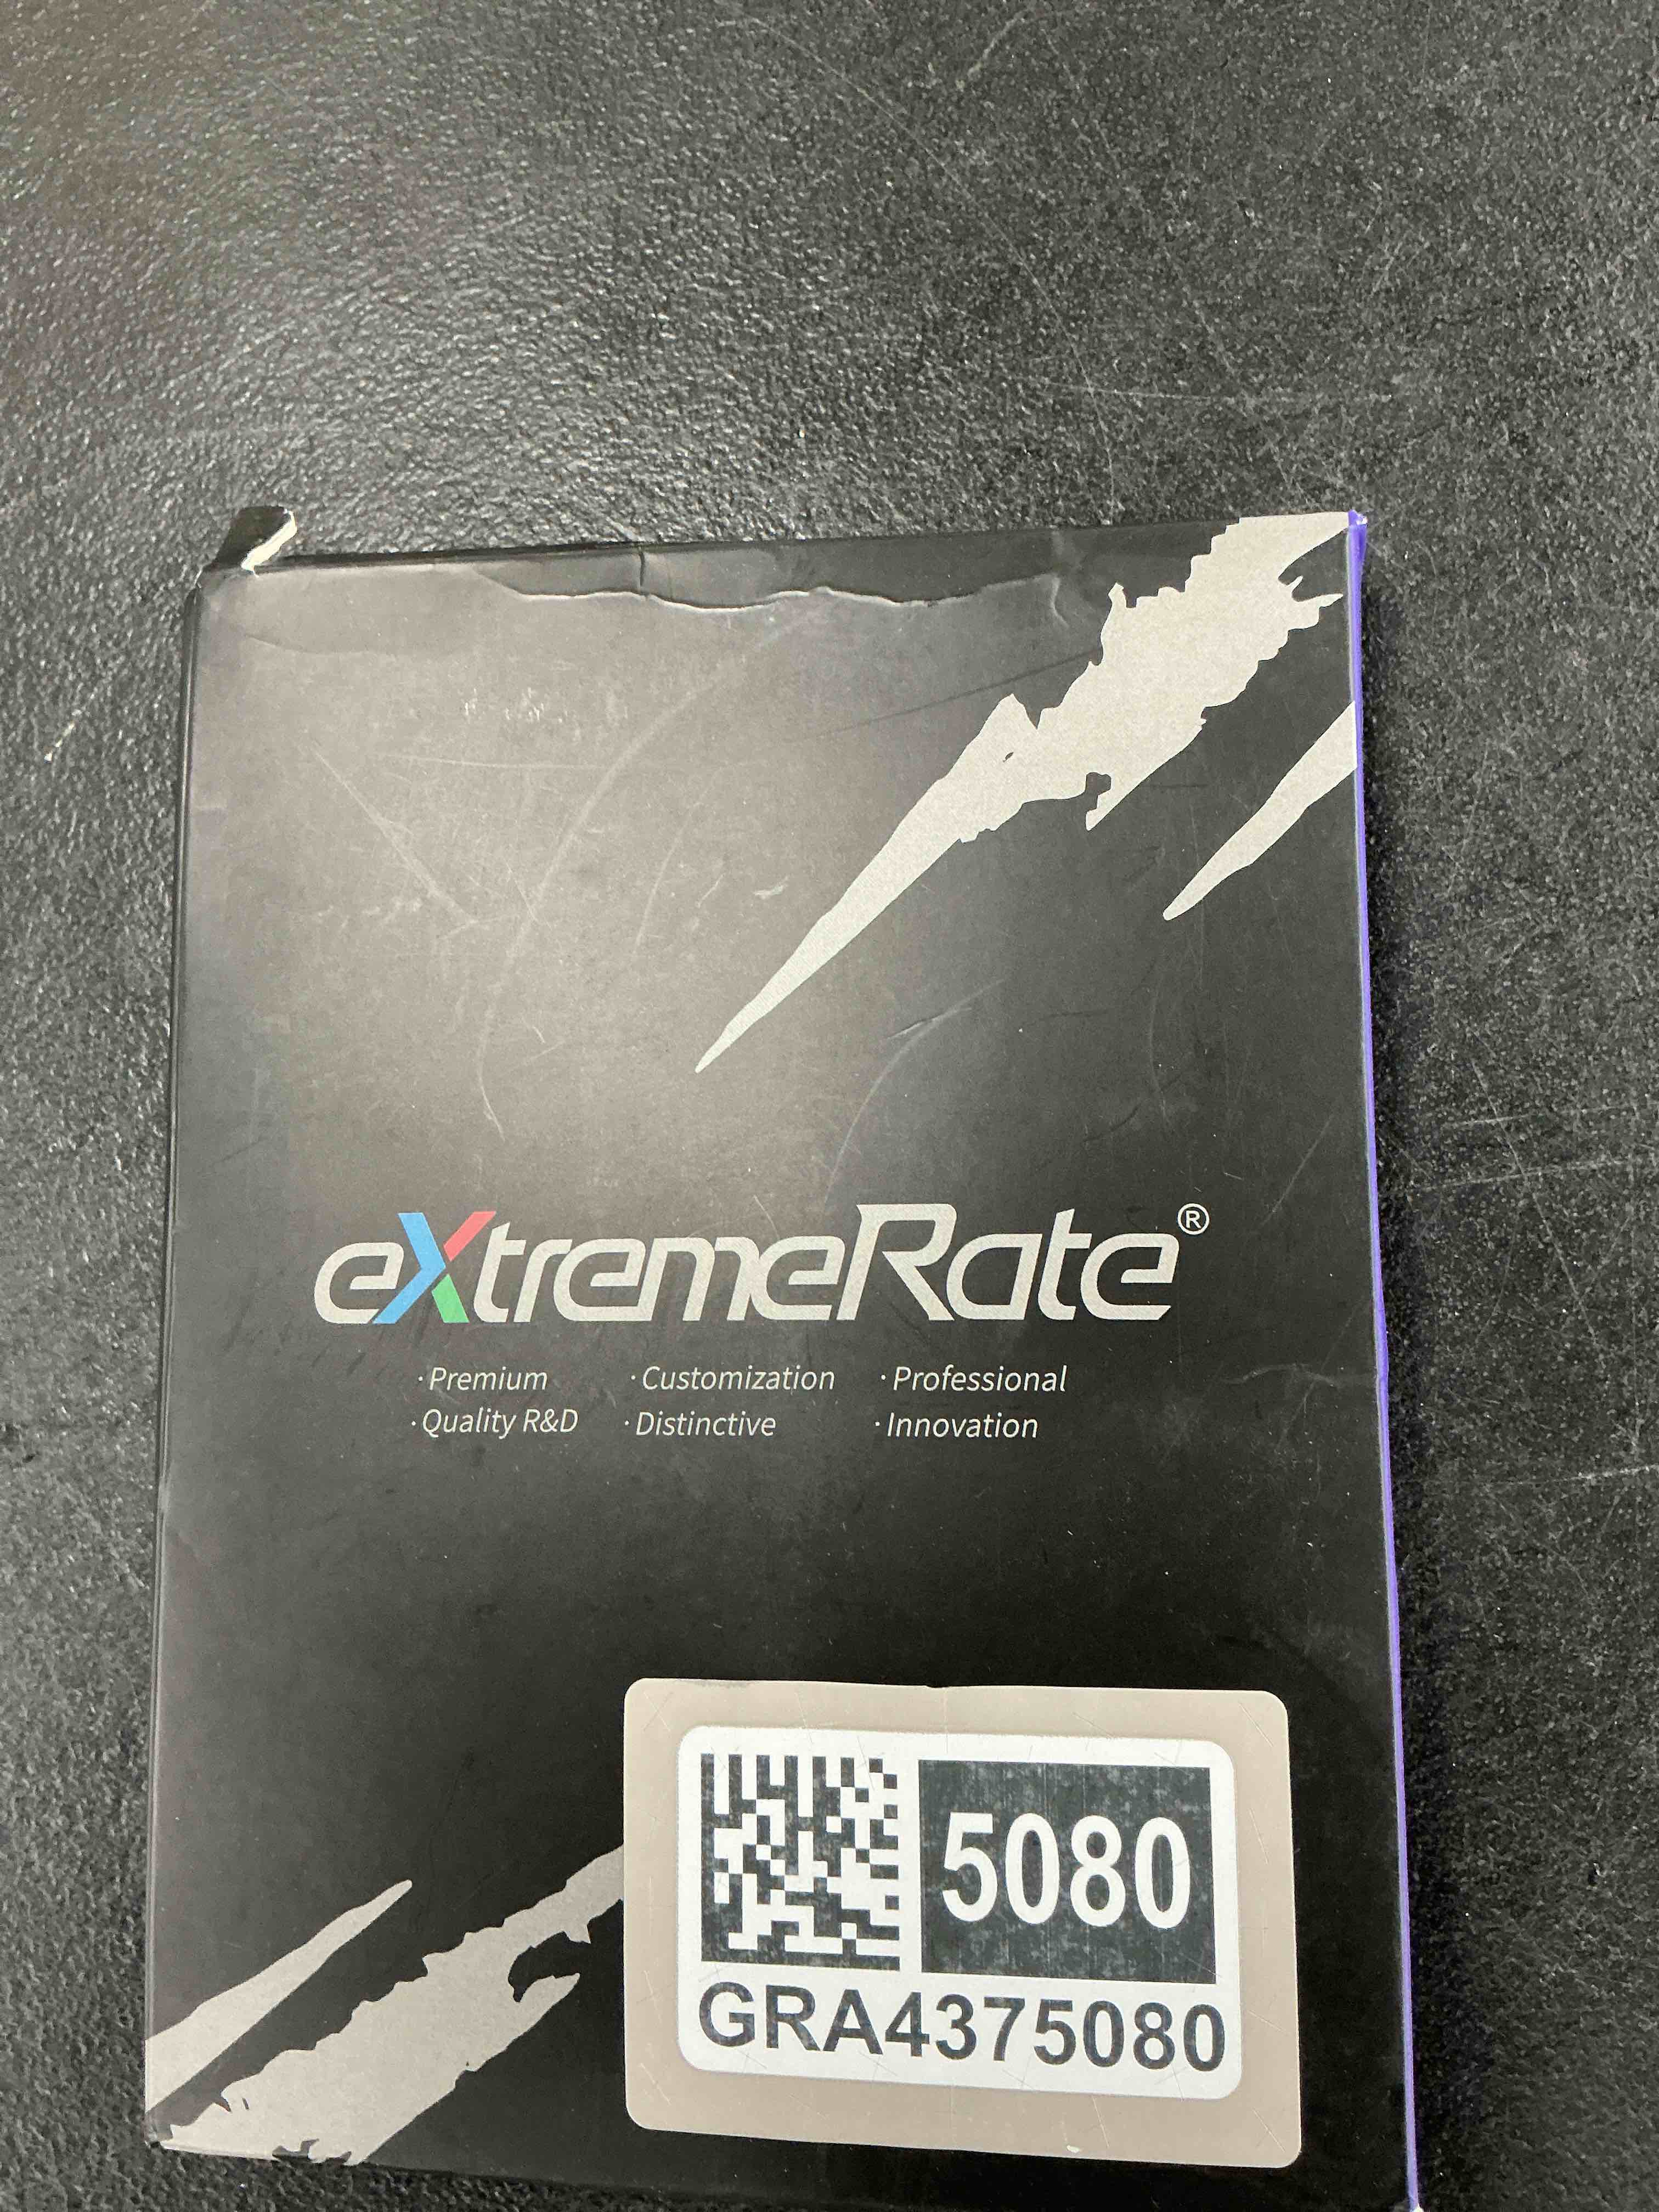 eXtremeRate®
·Premium ·Customization ·Professional
·Quality R&D ·Distinctive ·Innovation
5080
GRA4375080